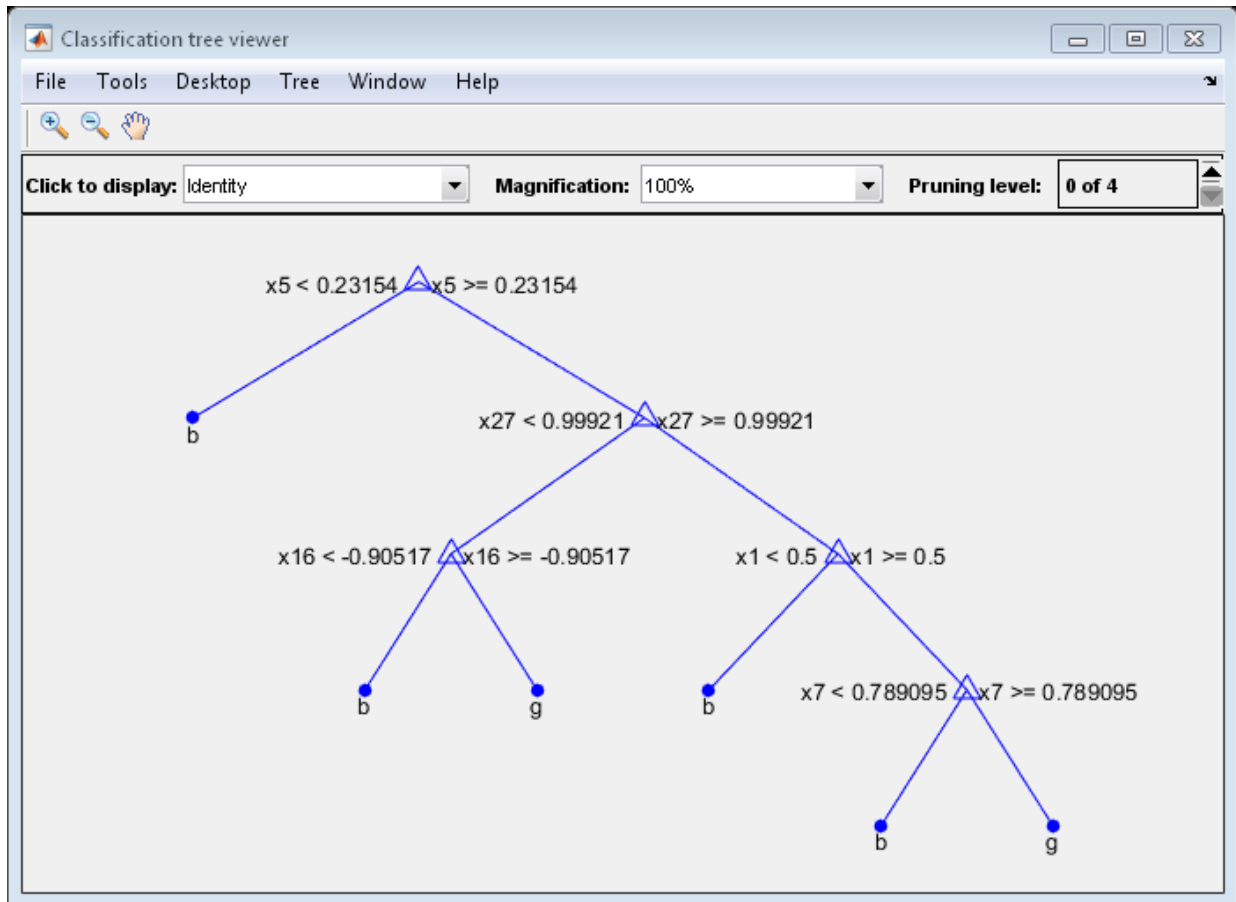 Classification tree viewer
File Tools Desktop Tree Window Help
Click to display: Identity Magnification: 100% Pruning level: 0 of 4
x5 < 0.23154 x5 >= 0.23154
b
x27 < 0.99921 x27 >= 0.99921
x16 < -0.90517 x16 >= -0.90517
x1 < 0.5 x1 >= 0.5
b
g
b
x7 < 0.789095 x7 >= 0.789095
b
g